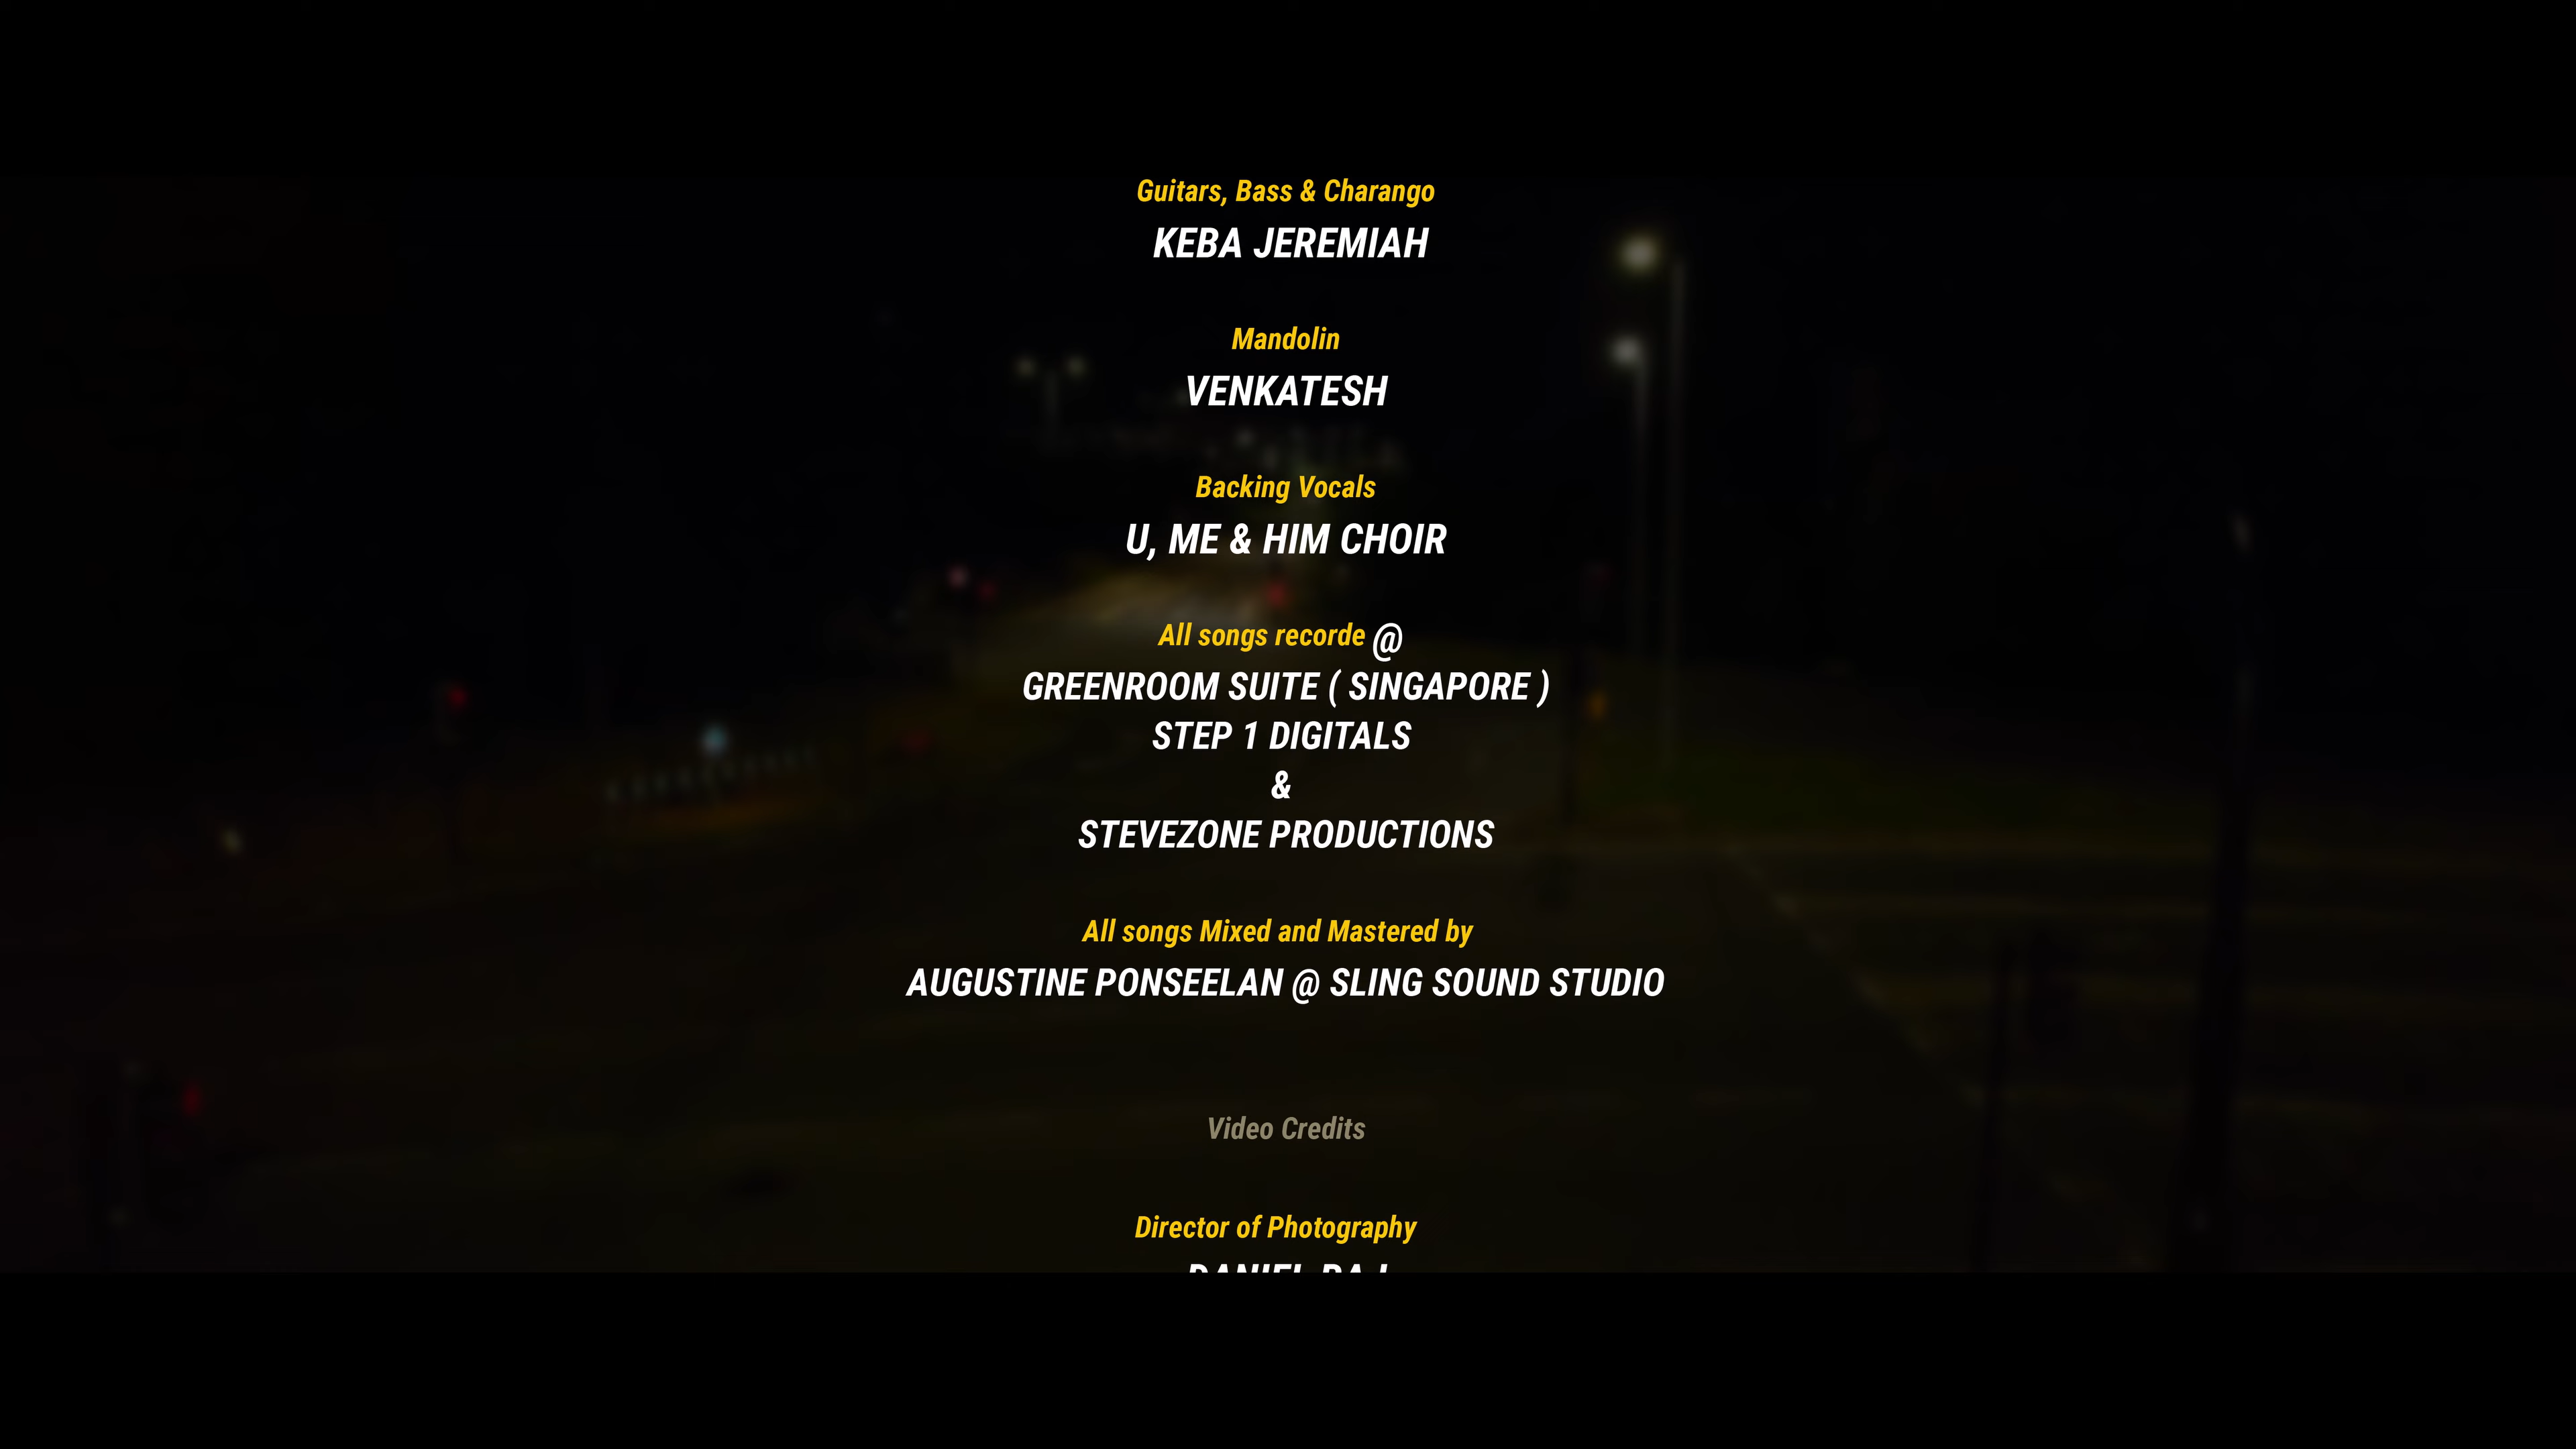 Guitars, Bass & Charango
KEBA JEREMIAH
Mandolin
VENKATESH
Backing Vocals
U, ME & HIM CHOIR
All songs recorde @
GREENROOM SUITE ( SINGAPORE )
STEP 1 DIGITALS
&
STEVEZONE PRODUCTIONS
All songs Mixed and Mastered by
AUGUSTINE PONSEELAN @ SLING SOUND STUDIO
Video Credits
Director of Photography